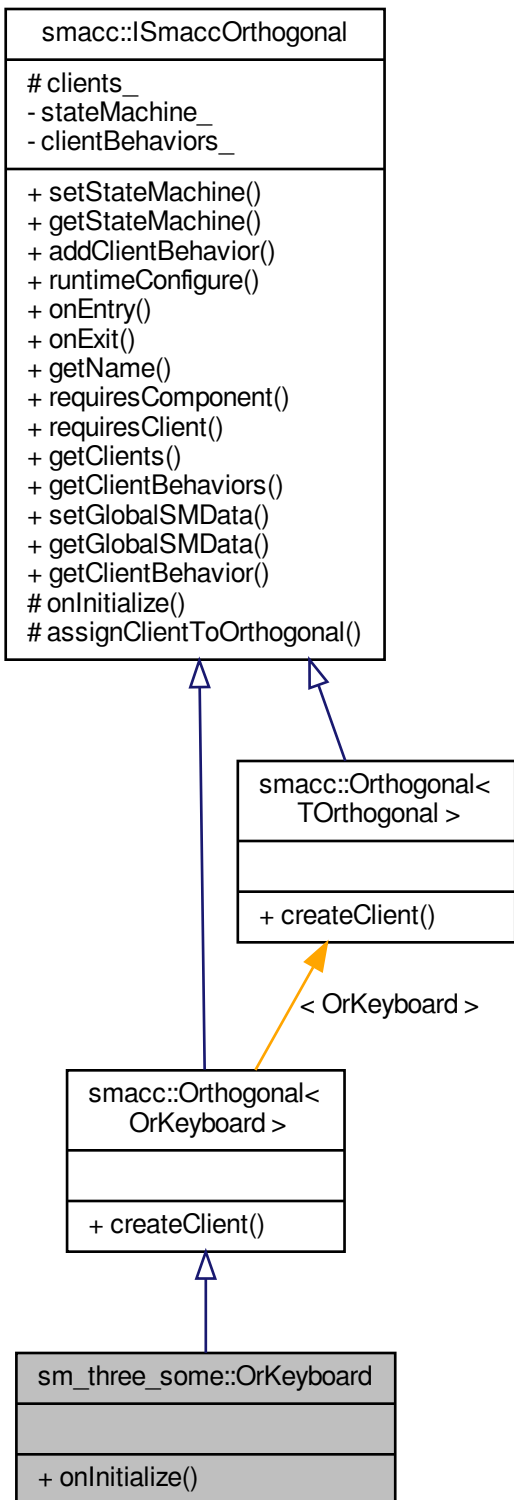 smacc::ISmaccOrthogonal
# clients_
- stateMachine_
- clientBehaviors_
+ setStateMachine()
+ getStateMachine()
+ addClientBehavior()
+ runtimeConfigure()
+ onEntry()
+ onExit()
+ getName()
+ requiresComponent()
+ requiresClient()
+ getClients()
+ getClientBehaviors()
+ setGlobalSMData()
+ getGlobalSMData()
+ getClientBehavior()
# onInitialize()
# assignClientToOrthogonal()
smacc::Orthogonal<
TOrthogonal >
+ createClient()
< OrKeyboard >
smacc::Orthogonal<
OrKeyboard >
+ createClient()
sm_three_some::OrKeyboard
+ onInitialize()